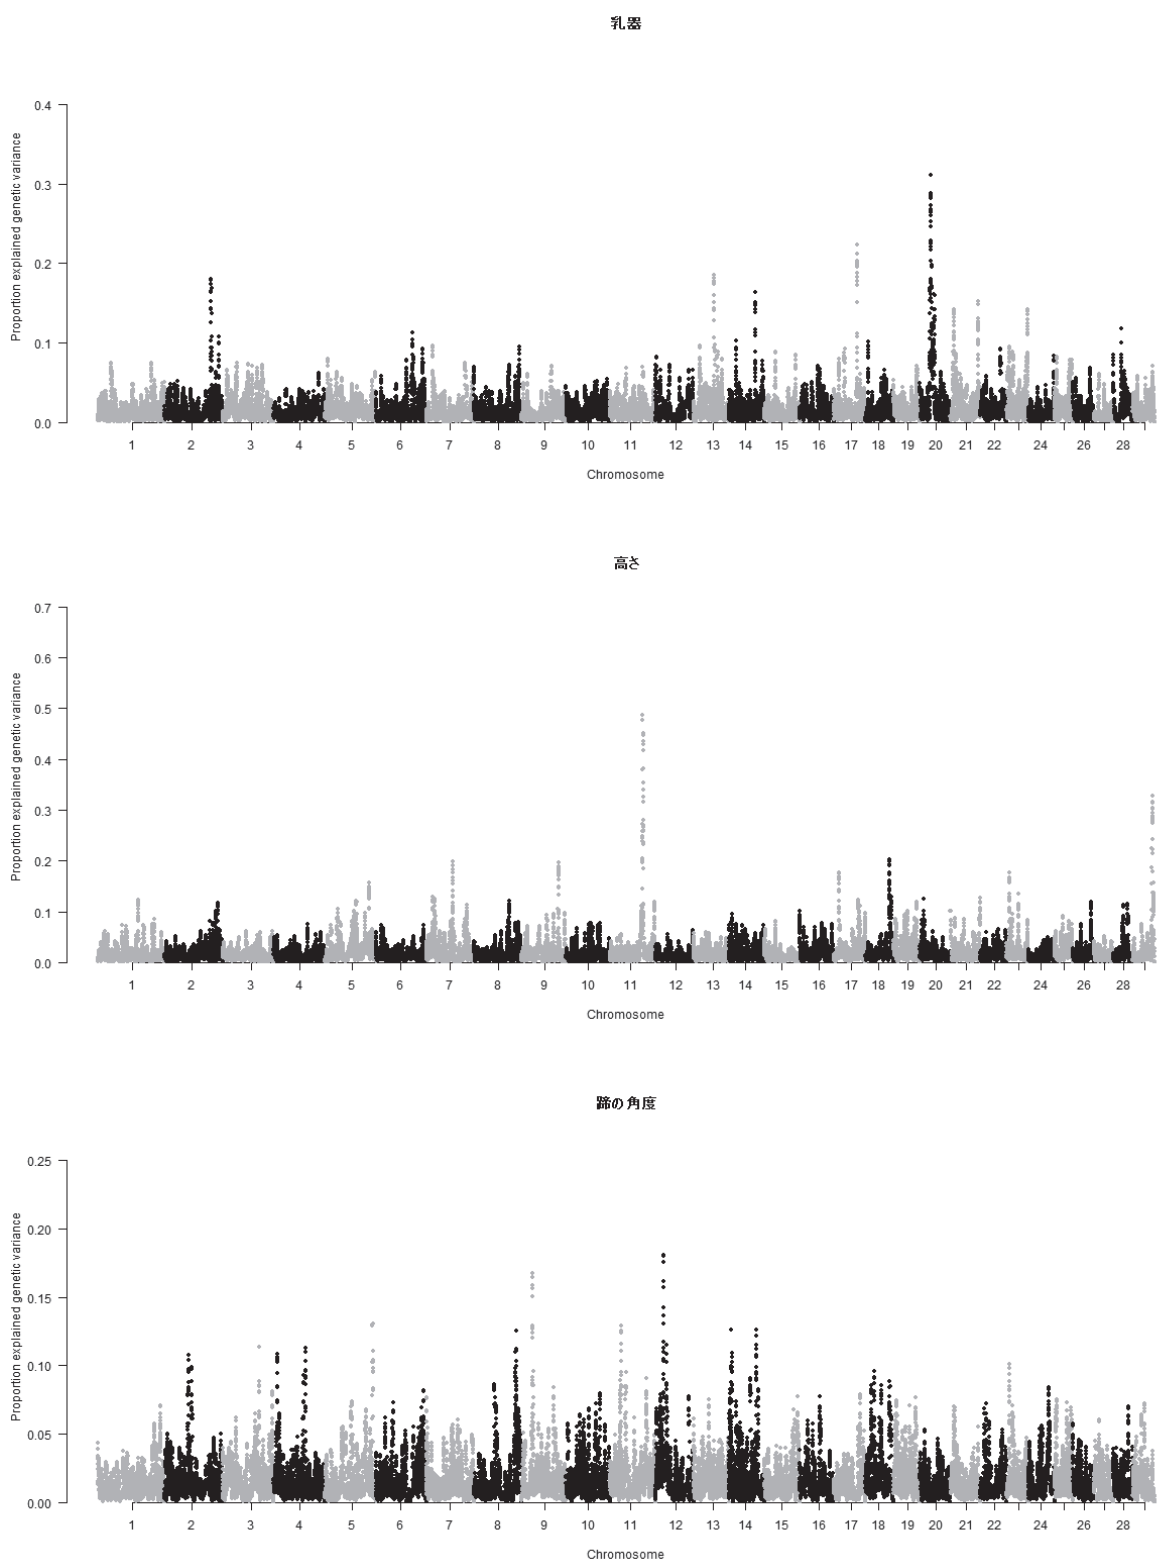 乳器
0.4
0.3
0.2
0.1
0.0
Proportion explained genetic variance
1 2 3 4 5 6 7 8 9 10 11 12 13 14 15 16 17 18 19 20 21 22 24 26 28
Chromosome
高さ
0.7
0.6
0.5
0.4
0.3
0.2
0.1
0.0
Proportion explained genetic variance
1 2 3 4 5 6 7 8 9 10 11 12 13 14 15 16 17 18 19 20 21 22 24 26 28
Chromosome
蹄の角度
0.25
0.20
0.15
0.10
0.05
0.00
Proportion explained genetic variance
1 2 3 4 5 6 7 8 9 10 11 12 13 14 15 16 17 18 19 20 21 22 24 26 28
Chromosome